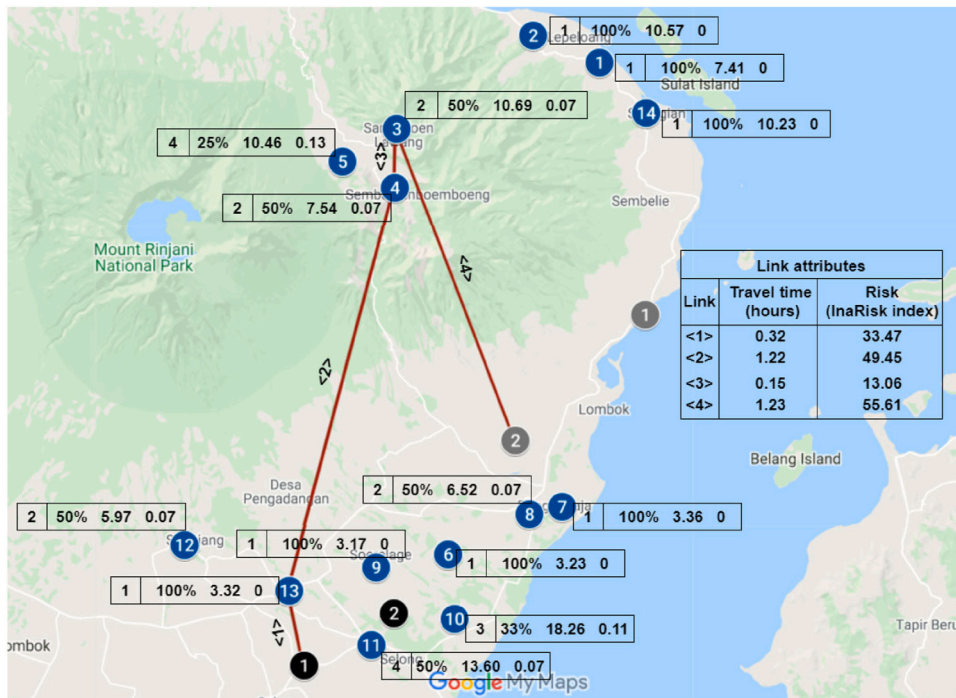 2
Lepeloang
1 100% 10.57 0
1
1 100% 7.41 0
Sulat Island
14
1 100% 10.23 0
2 50% 10.69 0.07
3
4 25% 10.46 0.13
5
<3>
4
2 50% 7.54 0.07
Sembelie
Mount Rinjani
National Park
<4>
1
Link attributes
Link Travel time (hours) Risk (InaRisk index)
<1> 0.32 33.47
<2> 1.22 49.45
<3> 0.15 13.06
<4> 1.23 55.61
<2>
Lombok
2
Belang Island
Desa
Pengadangan
2 50% 6.52 0.07
8
7
1 100% 3.36 0
2 50% 5.97 0.07
12
1 100% 3.17 0
9
6
1 100% 3.23 0
1 100% 3.32 0
13
2
10
3 33% 18.26 0.11
<1>
11
Selong
4 50% 13.60 0.07
1
ombok
Tapir Beru
Google My Maps